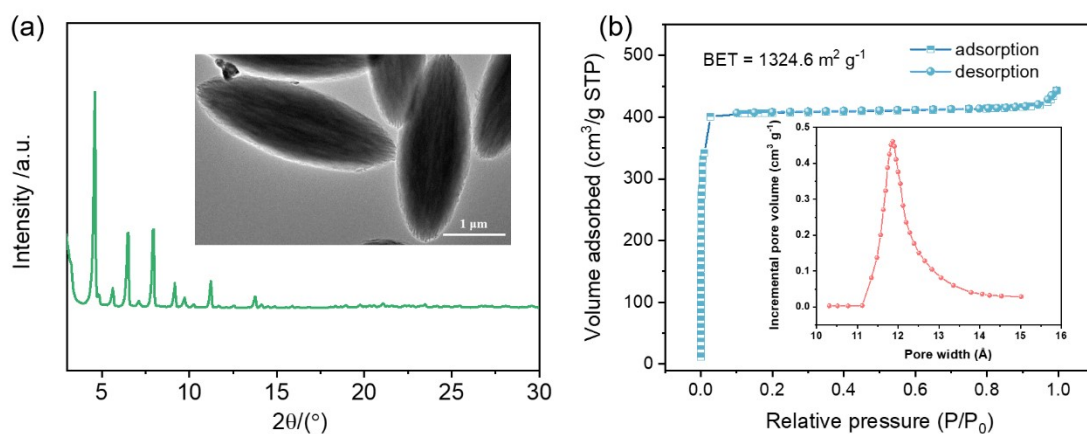 (a)
Intensity /a.u.
1 μm
5
10
15
20
25
30
2θ/(°)
(b)
Volume adsorbed (cm³/g STP)
500
400
300
200
100
0
BET = 1324.6 m² g⁻¹
adsorption
desorption
Incremental pore volume (cm³ g⁻¹)
0.5
0.4
0.3
0.2
0.1
0.0
10
11
12
13
14
15
16
Pore width (Å)
0.0
0.2
0.4
0.6
0.8
1.0
Relative pressure (P/P₀)